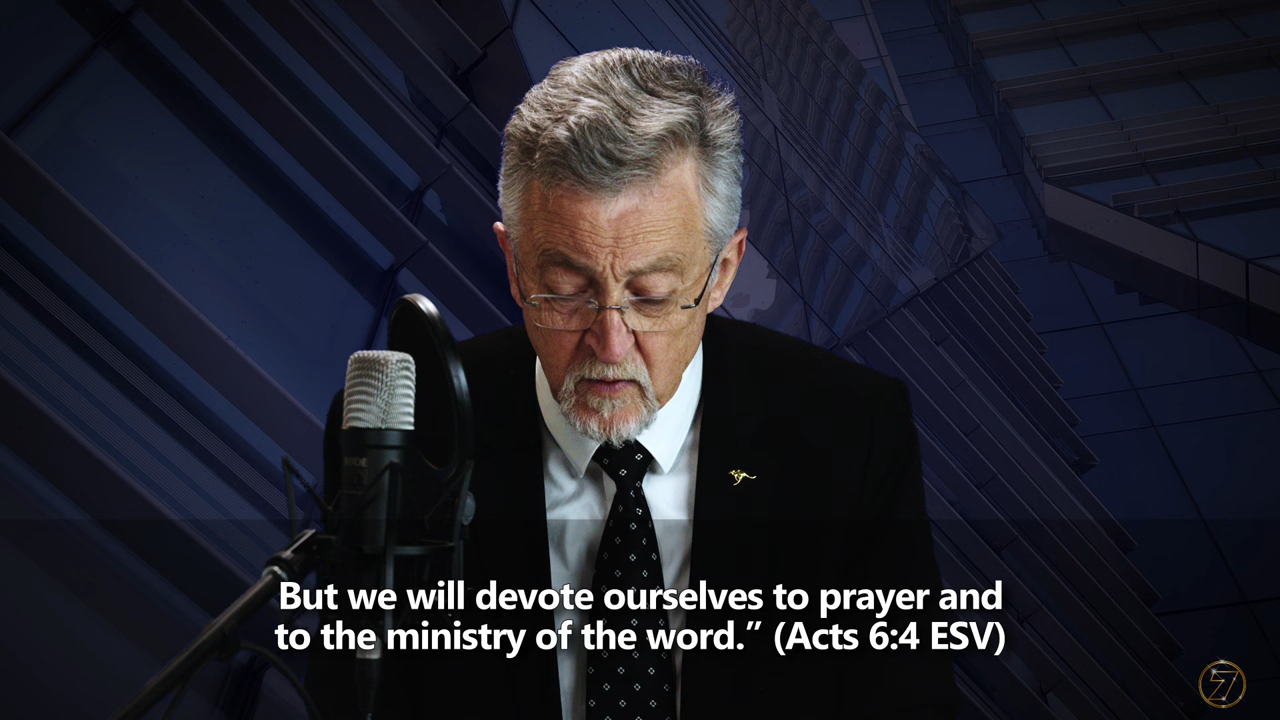 But we will devote ourselves to prayer and
to the ministry of the word.” (Acts 6:4 ESV)